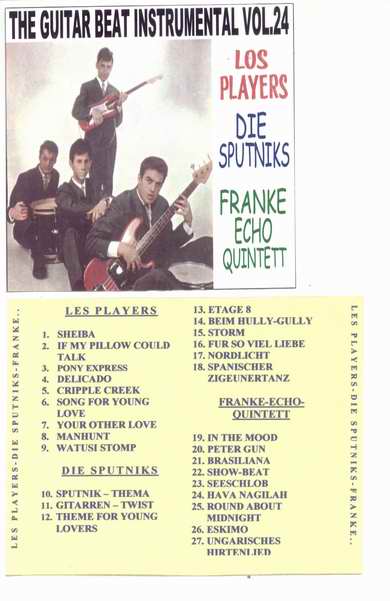 THE GUITAR BEAT INSTRUMENTAL VOL.24
LOS
PLAYERS
DIE
SPUTNIKS
FRANKE
ECHO
QUINTETT
LES PLAYERS-DIE SPUTNIKS-FRANKE..
LES PLAYERS
1. SHEIBA
2. IF MY PILLOW COULD
TALK
3. PONY EXPRESS
4. DELICADO
5. CRIPPLE CREEK
6. SONG FOR YOUNG
LOVE
7. YOUR OTHER LOVE
8. MANHUNT
9. WATUSI STOMP
DIE SPUTNIKS
10. SPUTNIK – THEMA
11. GITARREN – TWIST
12. THEME FOR YOUNG
LOVERS
13. ETAGE 8
14. BEIM HULLY-GULLY
15. STORM
16. FUR SO VIEL LIEBE
17. NORDLICHT
18. SPANISCHER
ZIGEUNERTANZ
FRANKE-ECHO-
QUINTETT
19. IN THE MOOD
20. PETER GUN
21. BRASILIANA
22. SHOW-BEAT
23. SEESCHLOB
24. HAVA NAGILAH
25. ROUND ABOUT
MIDNIGHT
26. ESKIMO
27. UNGARISCHES
HIRTENLIED
LES PLAYERS-DIE SPUTNIKS-FRANKE..